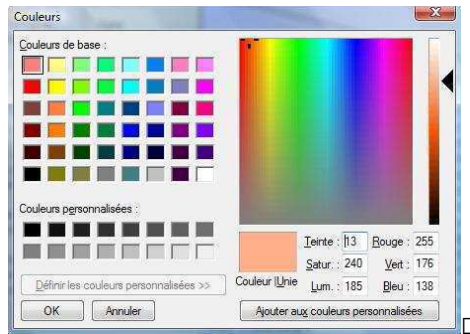 Couleurs
Couleurs de base :
Couleurs personnalisées :
Définir les couleurs personnalisées >>
OK
Annuler
Couleur |Unie
Teinte : 13
Rouge : 255
Satur. : 240
Vert : 176
Lum. : 185
Bleu : 138
Ajouter aux couleurs personnalisées